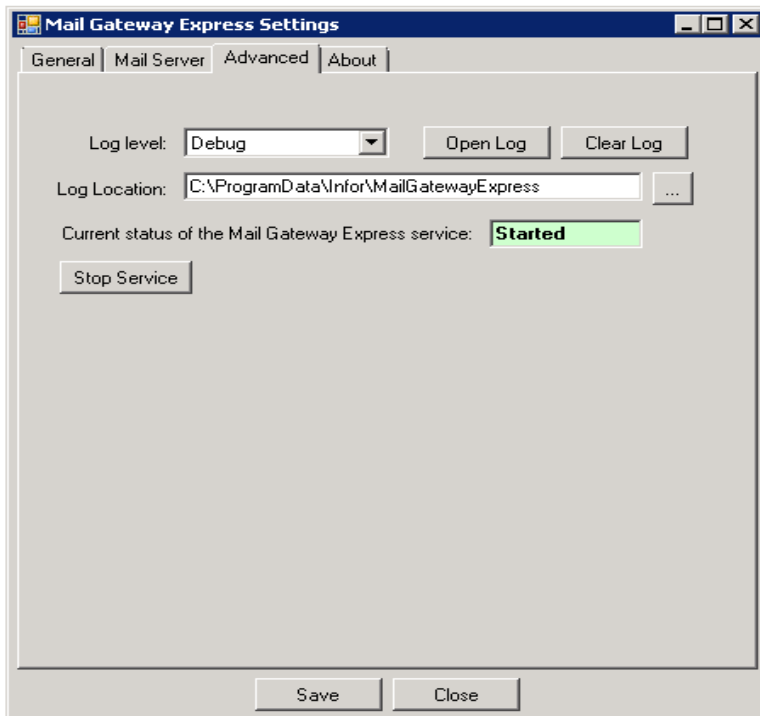 Mail Gateway Express Settings
General Mail Server Advanced About
Log level: Debug Open Log Clear Log
Log Location: C:\ProgramData\Infor\MailGatewayExpress ...
Current status of the Mail Gateway Express service: Started
Stop Service
Save Close